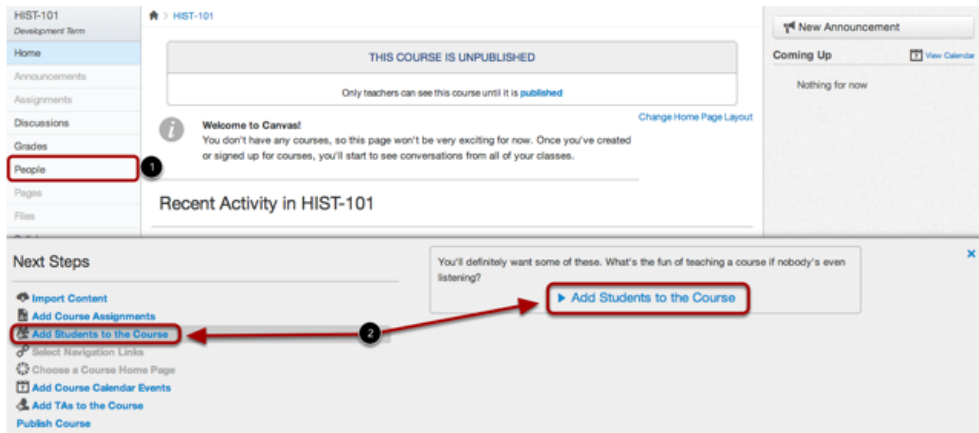 HIST-101
Development Term
Home
Announcements
Assignments
Discussions
Grades
People
Pages
Files
HIST-101
THIS COURSE IS UNPUBLISHED
Only teachers can see this course until it is published
Change Home Page Layout
Welcome to Canvas!
You don't have any courses, so this page won't be very exciting for now. Once you've created
or signed up for courses, you'll start to see conversations from all of your classes.
Recent Activity in HIST-101
New Announcement
Coming Up
View Calendar
Nothing for now
1
Next Steps
Import Content
Add Course Assignments
Add Students to the Course
Select Navigation Links
Choose a Course Home Page
Add Course Calendar Events
Add TAs to the Course
Publish Course
2
You'll definitely want some of these. What's the fun of teaching a course if nobody's even
listening?
Add Students to the Course